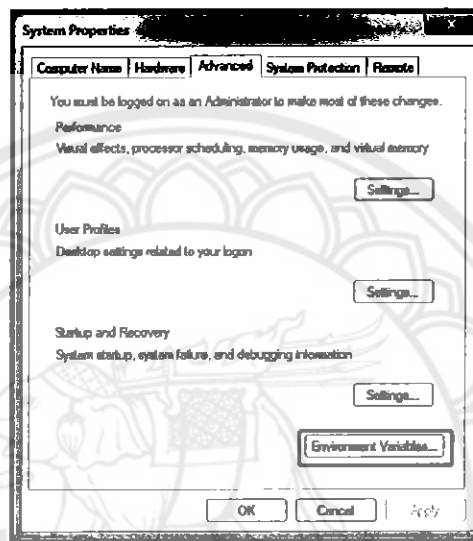 System Properties
Computer Name Hardware Advanced System Protection Remote
You must be logged on as an Administrator to make most of these changes.
Performance
Visual effects, processor scheduling, memory usage, and virtual memory
Settings...
User Profiles
Desktop settings related to your logon
Settings...
Startup and Recovery
System startup, system failure, and debugging information
Settings...
Environment Variables...
OK Cancel Apply